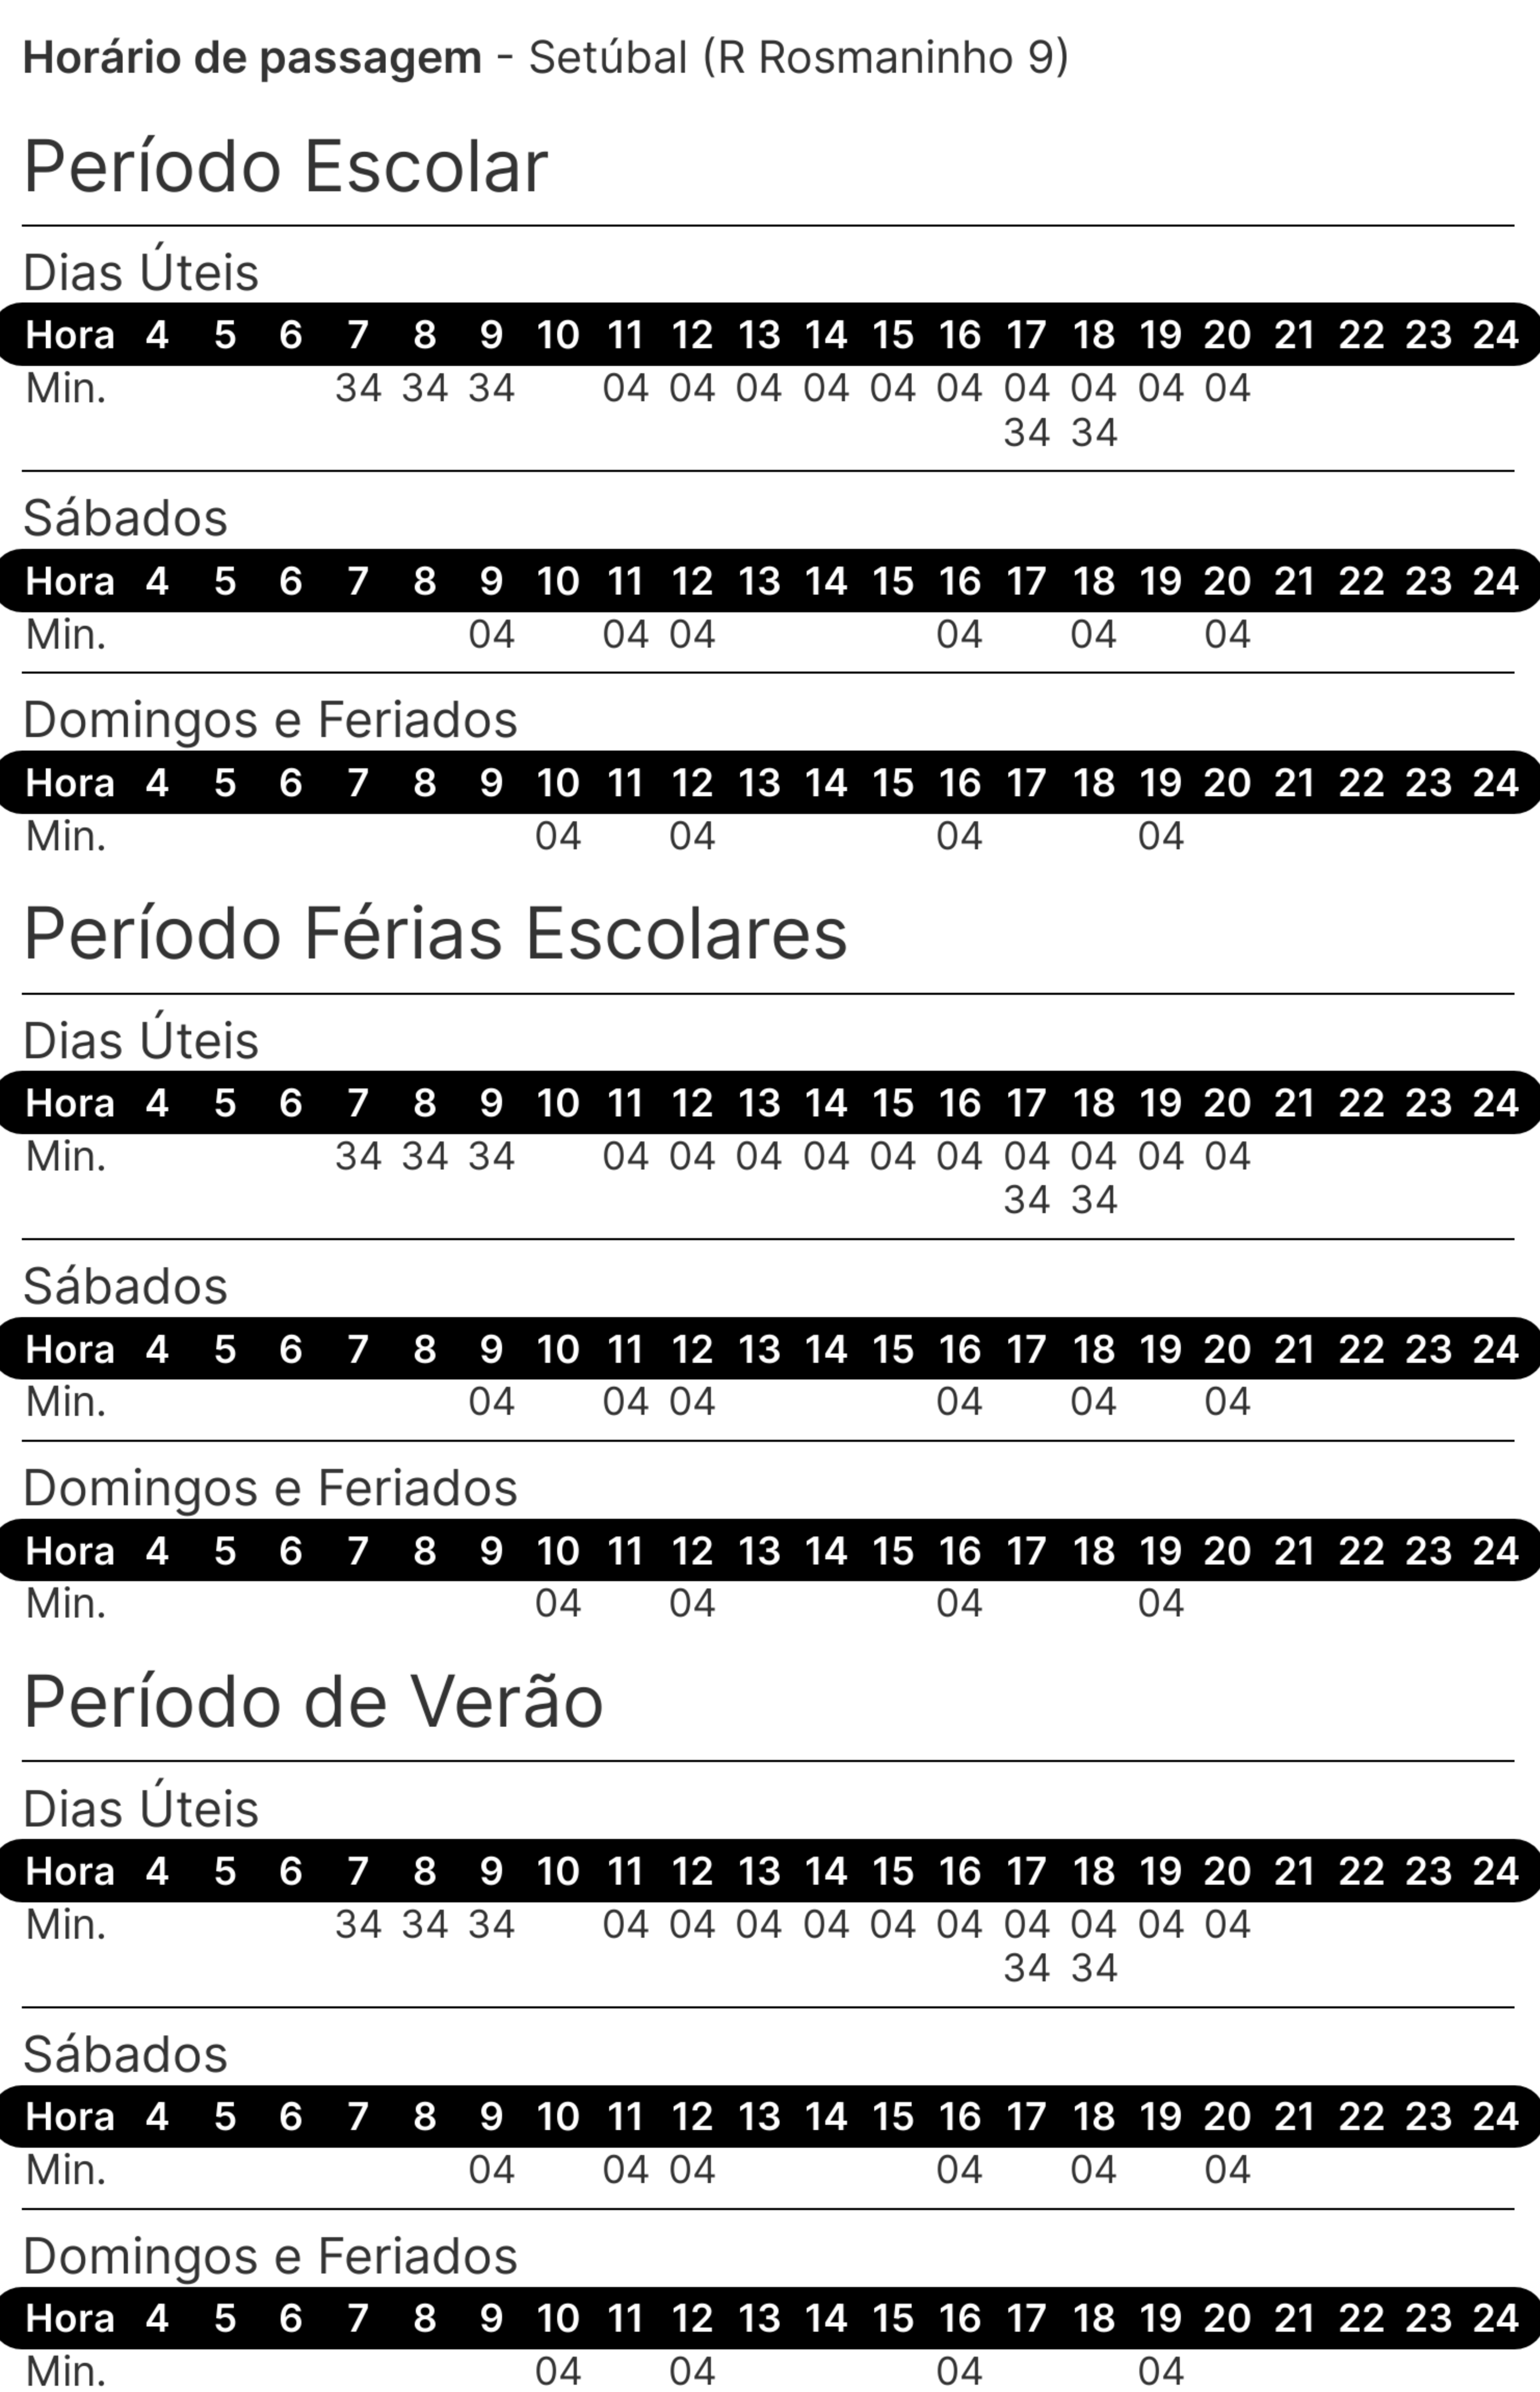 Horário de passagem - Setúbal (R Rosmaninho 9)
Período Escolar
Dias Úteis
Hora 4 5 6 7 8 9 10 11 12 13 14 15 16 17 18 19 20 21 22 23 24
Min. 34 34 34 04 04 04 04 04 04 04 04 04 04
34 34
Sábados
Hora 4 5 6 7 8 9 10 11 12 13 14 15 16 17 18 19 20 21 22 23 24
Min. 04 04 04 04 04 04
Domingos e Feriados
Hora 4 5 6 7 8 9 10 11 12 13 14 15 16 17 18 19 20 21 22 23 24
Min. 04 04 04 04
Período Férias Escolares
Dias Úteis
Hora 4 5 6 7 8 9 10 11 12 13 14 15 16 17 18 19 20 21 22 23 24
Min. 34 34 34 04 04 04 04 04 04 04 04 04 04
34 34
Sábados
Hora 4 5 6 7 8 9 10 11 12 13 14 15 16 17 18 19 20 21 22 23 24
Min. 04 04 04 04 04 04
Domingos e Feriados
Hora 4 5 6 7 8 9 10 11 12 13 14 15 16 17 18 19 20 21 22 23 24
Min. 04 04 04 04
Período de Verão
Dias Úteis
Hora 4 5 6 7 8 9 10 11 12 13 14 15 16 17 18 19 20 21 22 23 24
Min. 34 34 34 04 04 04 04 04 04 04 04 04 04
34 34
Sábados
Hora 4 5 6 7 8 9 10 11 12 13 14 15 16 17 18 19 20 21 22 23 24
Min. 04 04 04 04 04 04
Domingos e Feriados
Hora 4 5 6 7 8 9 10 11 12 13 14 15 16 17 18 19 20 21 22 23 24
Min. 04 04 04 04